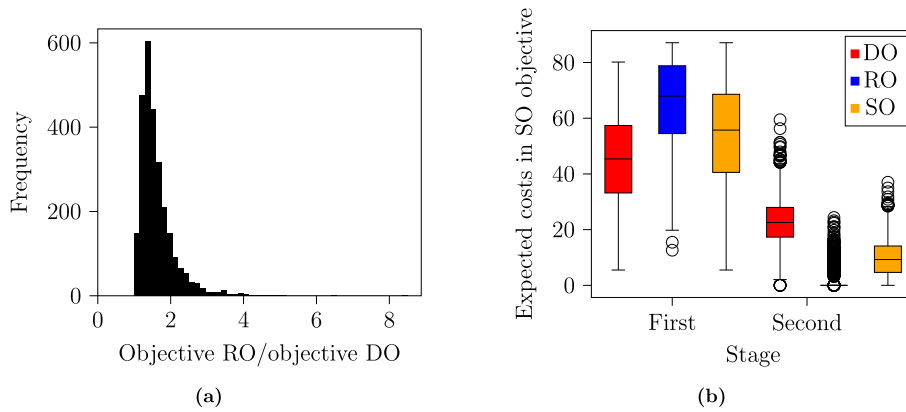 600
400
200
0
Frequency
0 2 4 6 8
Objective RO/objective DO
(a)
80
60
40
20
0
Expected costs in SO objective
DO
RO
SO
First Second
Stage
(b)